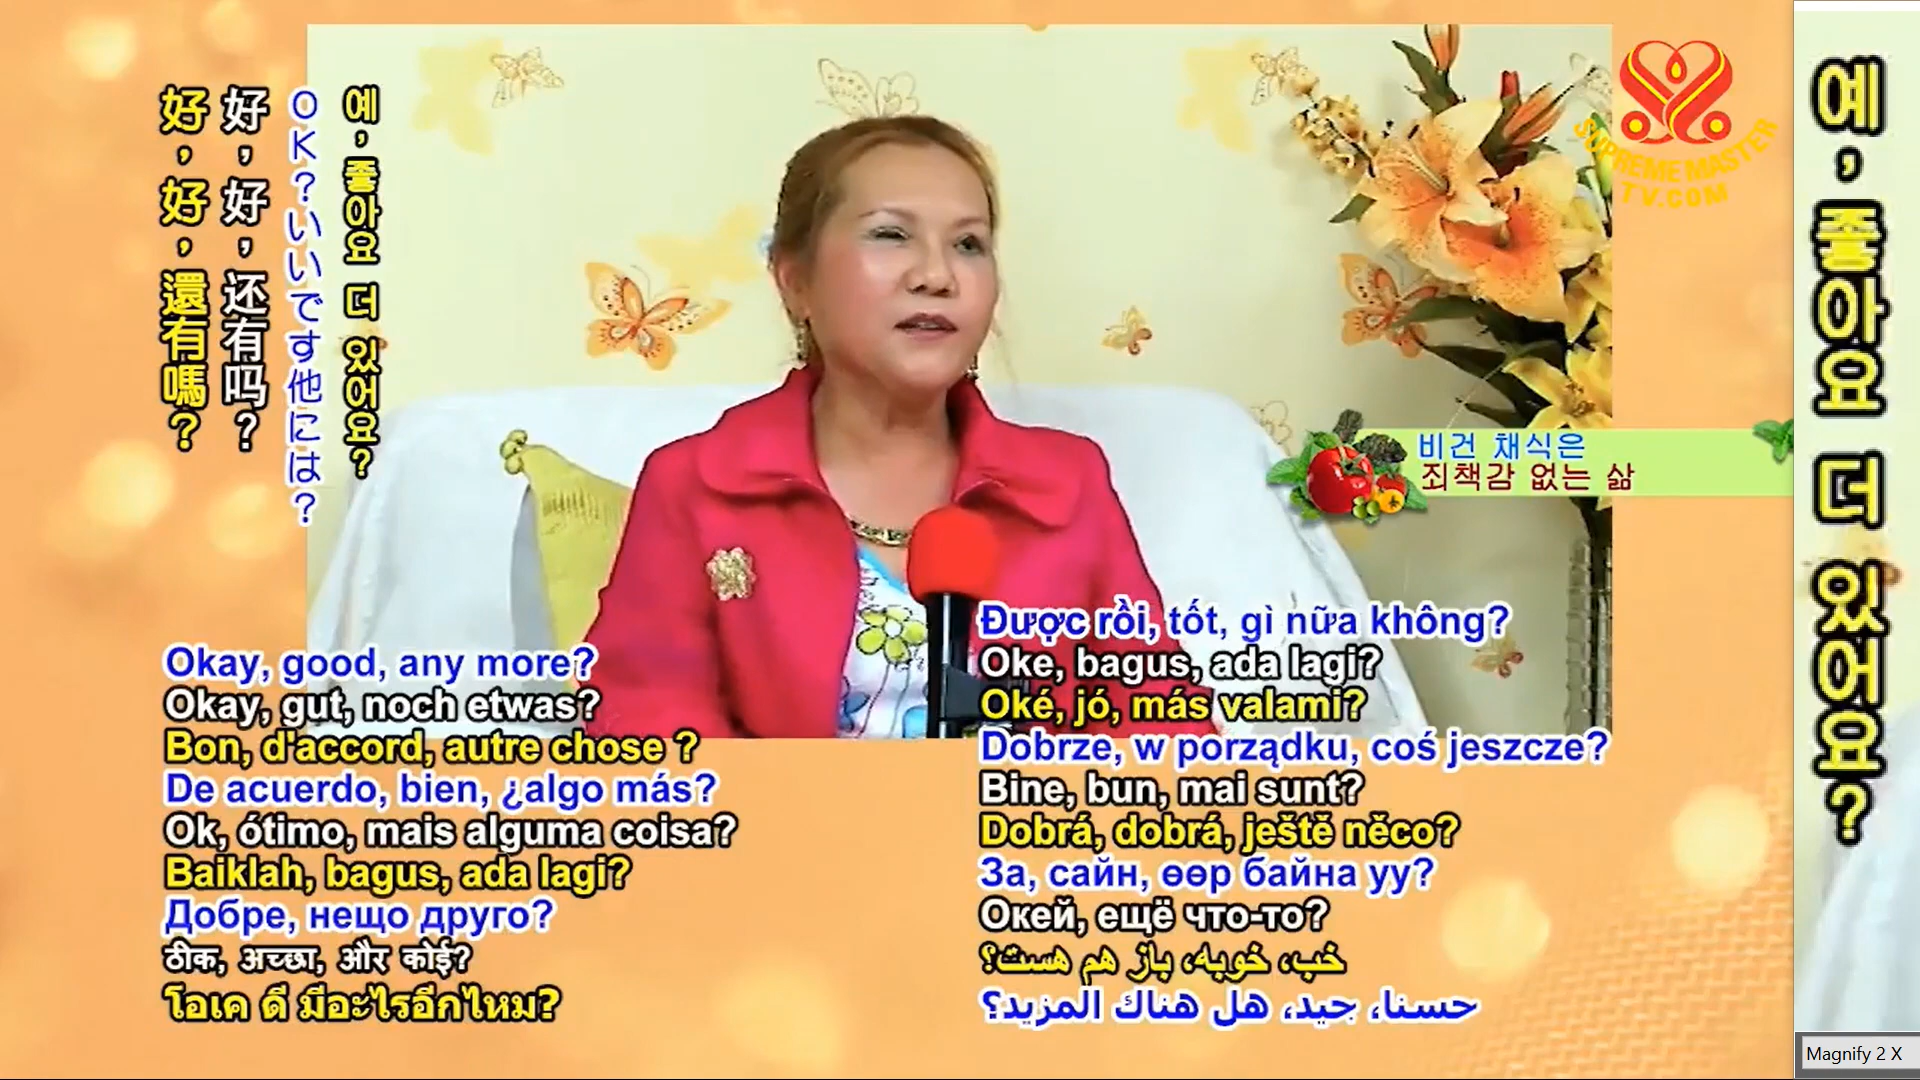 好，好，還有嗎？
好，好，还有吗？
OK？いいです他には？
예，좋아요 더 있어요？
SUPREME MASTER
TV.COM
비건 채식은
죄책감 없는 삶
Okay, good, any more?
Okay, gut, noch etwas?
Bon, d'accord, autre chose ?
De acuerdo, bien, ¿algo más?
Ok, ótimo, mais alguma coisa?
Baiklah, bagus, ada lagi?
Добре, нещо друго?
ठीक, अच्छा, और कोई?
โอเค ดี มีอะไรอีกไหม?
Được rồi, tốt, gì nữa không?
Oke, bagus, ada lagi?
Oké, jó, más valami?
Dobrze, w porządku, coś jeszcze?
Bine, bun, mai sunt?
Dobrá, dobrá, ještě něco?
За, сайн, өөр байна уу?
Окей, ещё что-то?
خب، خوبه، باز هم هست؟
حسنا، جيد، هل هناك المزيد؟
예，좋아요 더 있어요？
Magnify 2 X